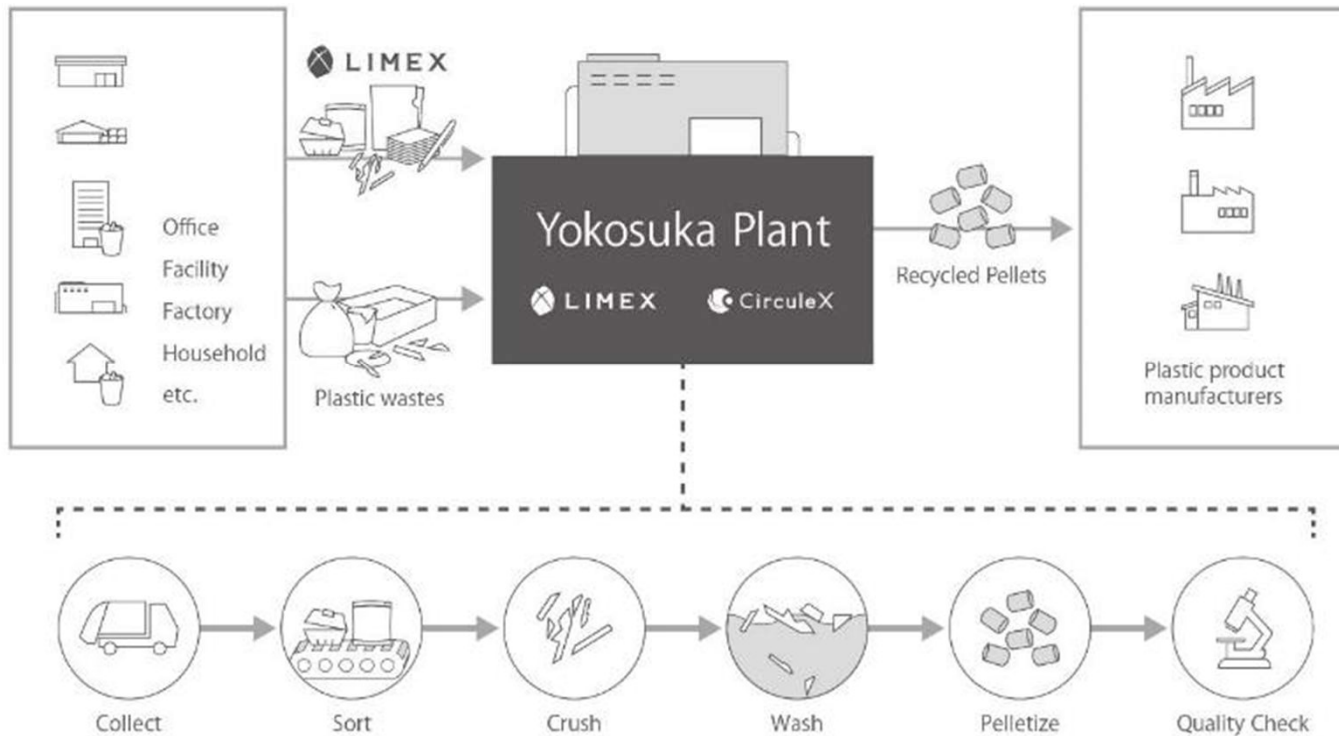 LIMEX
Office
Facility
Factory
Household
etc.
Plastic wastes
Yokosuka Plant
LIMEX CirculeX
Recycled Pellets
Plastic product
manufacturers
Collect
Sort
Crush
Wash
Pelletize
Quality Check